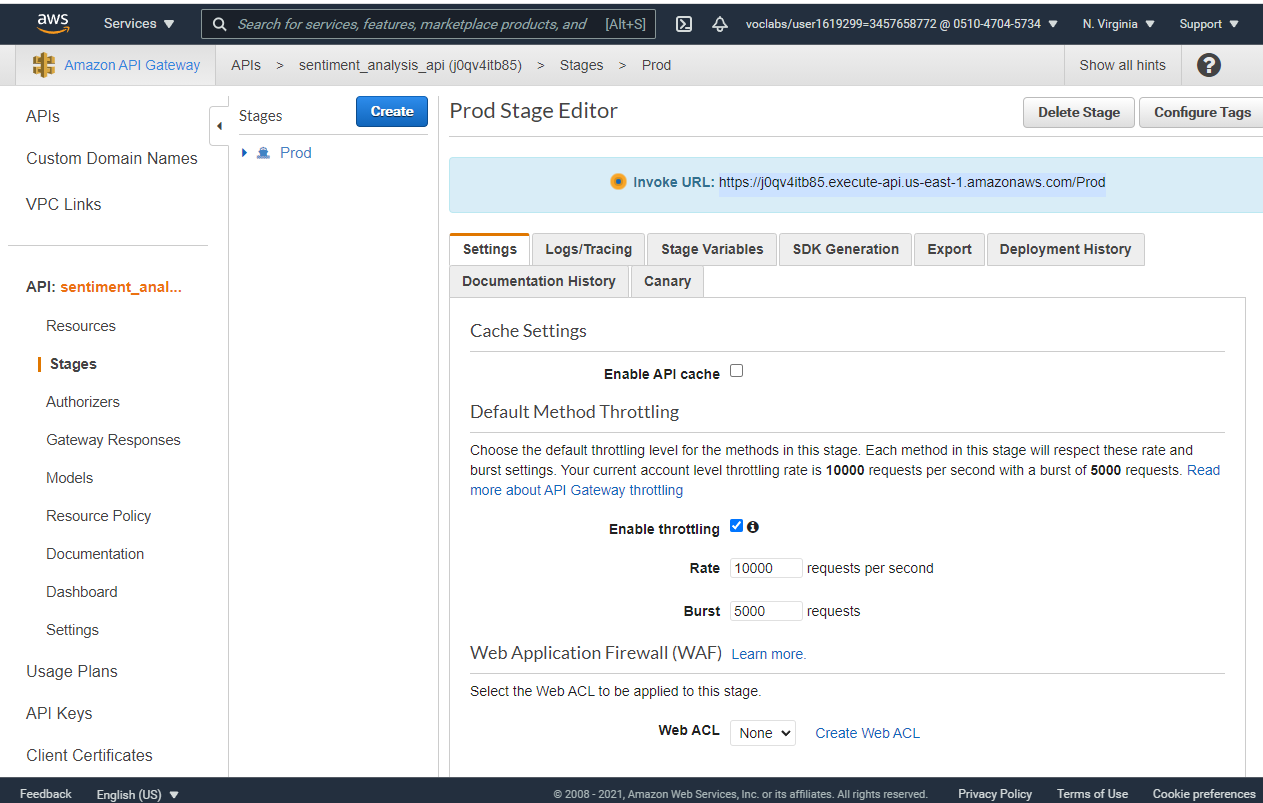 aws Services Search for services, features, marketplace products, and [Alt+S] voclabs/user1619299=3457658772 @ 0510-4704-5734 N. Virginia Support
Amazon API Gateway APIs > sentiment_analysis_api (j0qv4itb85) > Stages > Prod Show all hints ?
APIs
Custom Domain Names
VPC Links
API: sentiment_anal...
Resources
Stages
Authorizers
Gateway Responses
Models
Resource Policy
Documentation
Dashboard
Settings
Usage Plans
API Keys
Client Certificates
Stages Create
Prod
Prod Stage Editor Delete Stage Configure Tags
Invoke URL: https://j0qv4itb85.execute-api.us-east-1.amazonaws.com/Prod
Settings Logs/Tracing Stage Variables SDK Generation Export Deployment History
Documentation History Canary
Cache Settings
Enable API cache
Default Method Throttling
Choose the default throttling level for the methods in this stage. Each method in this stage will respect these rate and
burst settings. Your current account level throttling rate is 10000 requests per second with a burst of 5000 requests. Read
more about API Gateway throttling
Enable throttling
Rate 10000 requests per second
Burst 5000 requests
Web Application Firewall (WAF) Learn more.
Select the Web ACL to be applied to this stage.
Web ACL None Create Web ACL
Feedback English (US) © 2008 - 2021, Amazon Web Services, Inc. or its affiliates. All rights reserved. Privacy Policy Terms of Use Cookie preferences